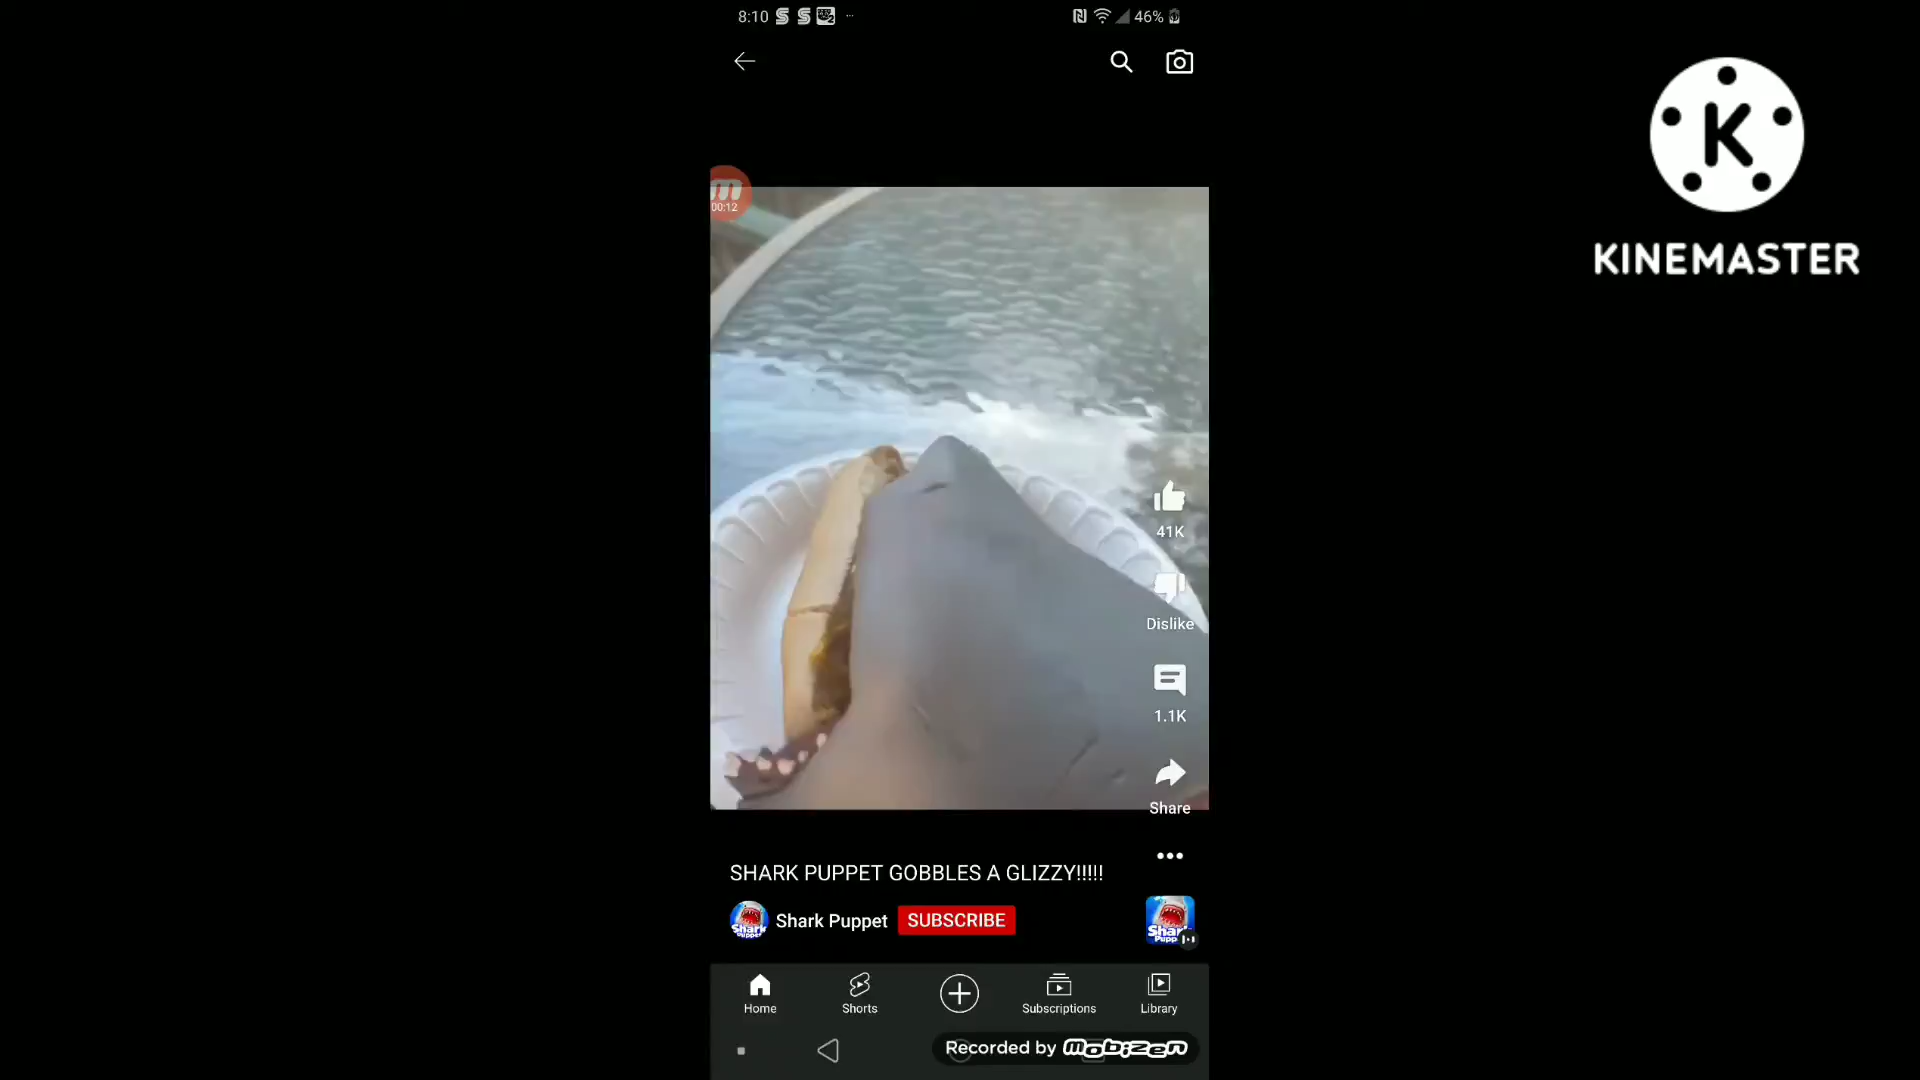 8:10
46%
K
KINEMASTER
00:12
41K
Dislike
1.1K
Share
SHARK PUPPET GOBBLES A GLIZZY!!!!!
Shark Puppet
SUBSCRIBE
Home
Shorts
Subscriptions
Library
Recorded by mobizen